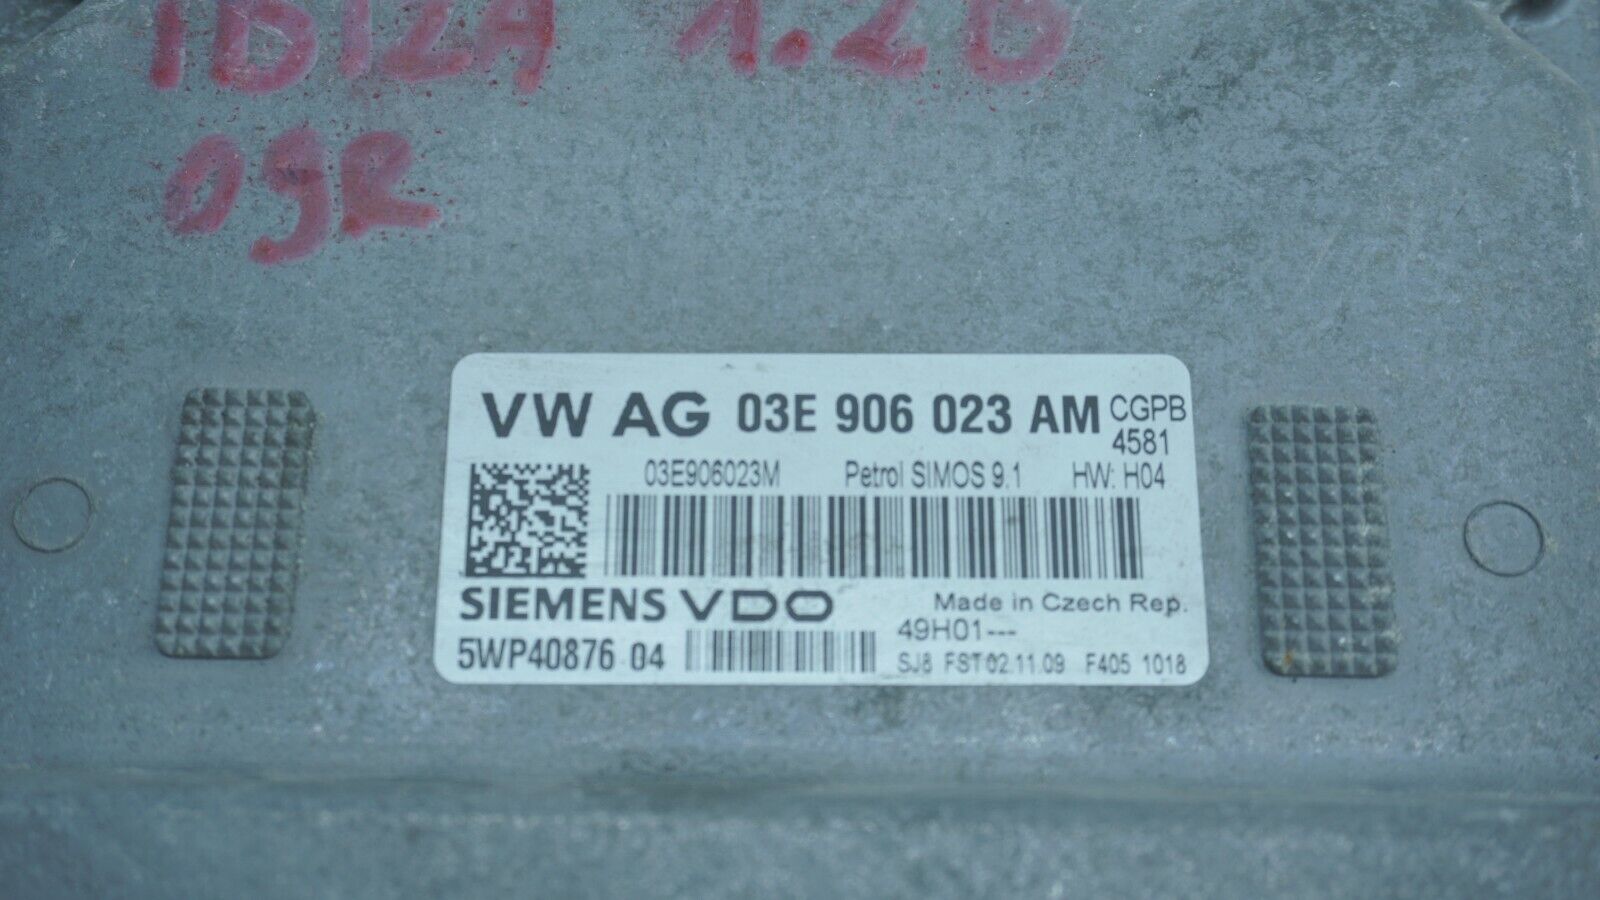 IBIZA 1.2B
09R
VW AG 03E 906 023 AM CGPB
4581
03E906023M Petrol SIMOS 9.1 HW: H04
SIEMENS VDO Made in Czech Rep.
49H01---
5WP40876 04 SJ8 FST 02.11.09 F405 1018